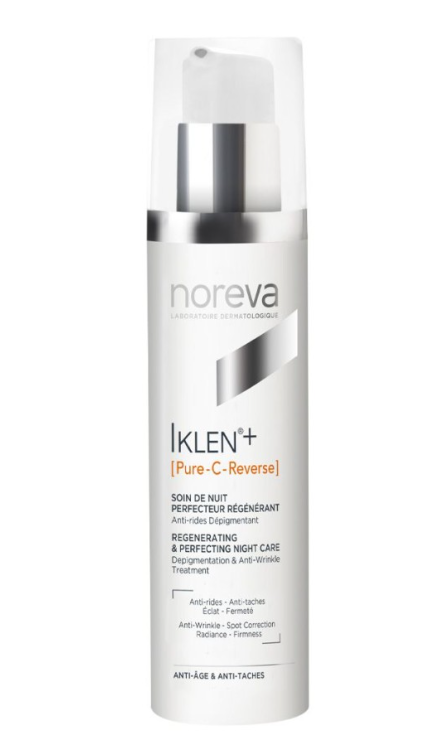 noreva
LABORATOIRE DERMATOLOGIQUE
IKLEN®+
[Pure-C-Reverse]
SOIN DE NUIT
PERFECTEUR RÉGÉNÉRANT
Anti-rides Dépigmentant
REGENERATING
& PERFECTING NIGHT CARE
Depigmentation & Anti-Wrinkle
Treatment
Anti-rides - Anti-taches
Éclat - Fermeté
Anti-Wrinkle - Spot Correction
Radiance - Firmness
ANTI-ÂGE & ANTI-TACHES